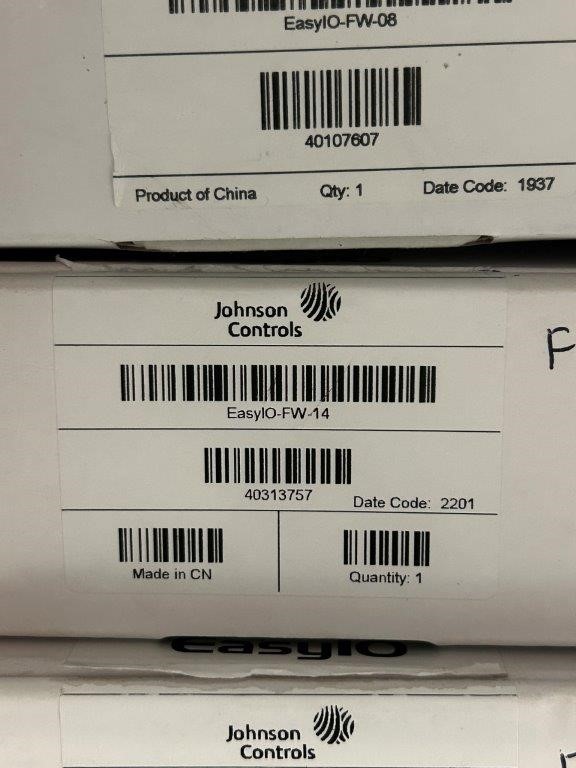 EasyIO-FW-08
40107607
Product of China Qty: 1 Date Code: 1937
Johnson
Controls
F
EasyIO-FW-14
40313757
Date Code: 2201
Made in CN Quantity: 1
EasyIO
Johnson
Controls